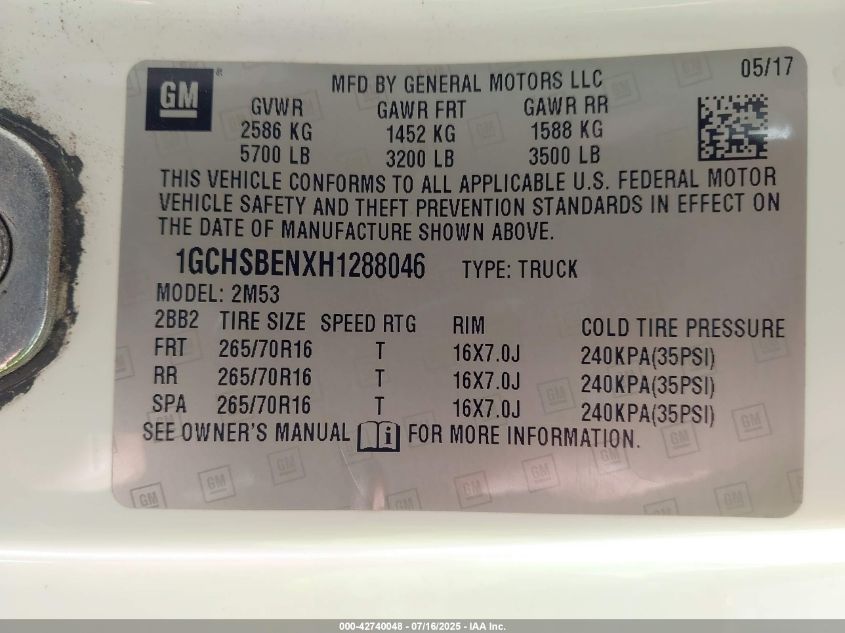 GM ®
MFD BY GENERAL MOTORS LLC
05/17
GVWR GAWR FRT GAWR RR
2586 KG 1452 KG 1588 KG
5700 LB 3200 LB 3500 LB
THIS VEHICLE CONFORMS TO ALL APPLICABLE U.S. FEDERAL MOTOR
VEHICLE SAFETY AND THEFT PREVENTION STANDARDS IN EFFECT ON
THE DATE OF MANUFACTURE SHOWN ABOVE.
1GCHSBENXH1288046 TYPE: TRUCK
MODEL: 2M53
2BB2 TIRE SIZE SPEED RTG RIM COLD TIRE PRESSURE
FRT 265/70R16 T 16X7.0J 240KPA(35PSI)
RR 265/70R16 T 16X7.0J 240KPA(35PSI)
SPA 265/70R16 T 16X7.0J 240KPA(35PSI)
SEE OWNER'S MANUAL i FOR MORE INFORMATION.
000-42740048 - 07/16/2025 - IAA Inc.